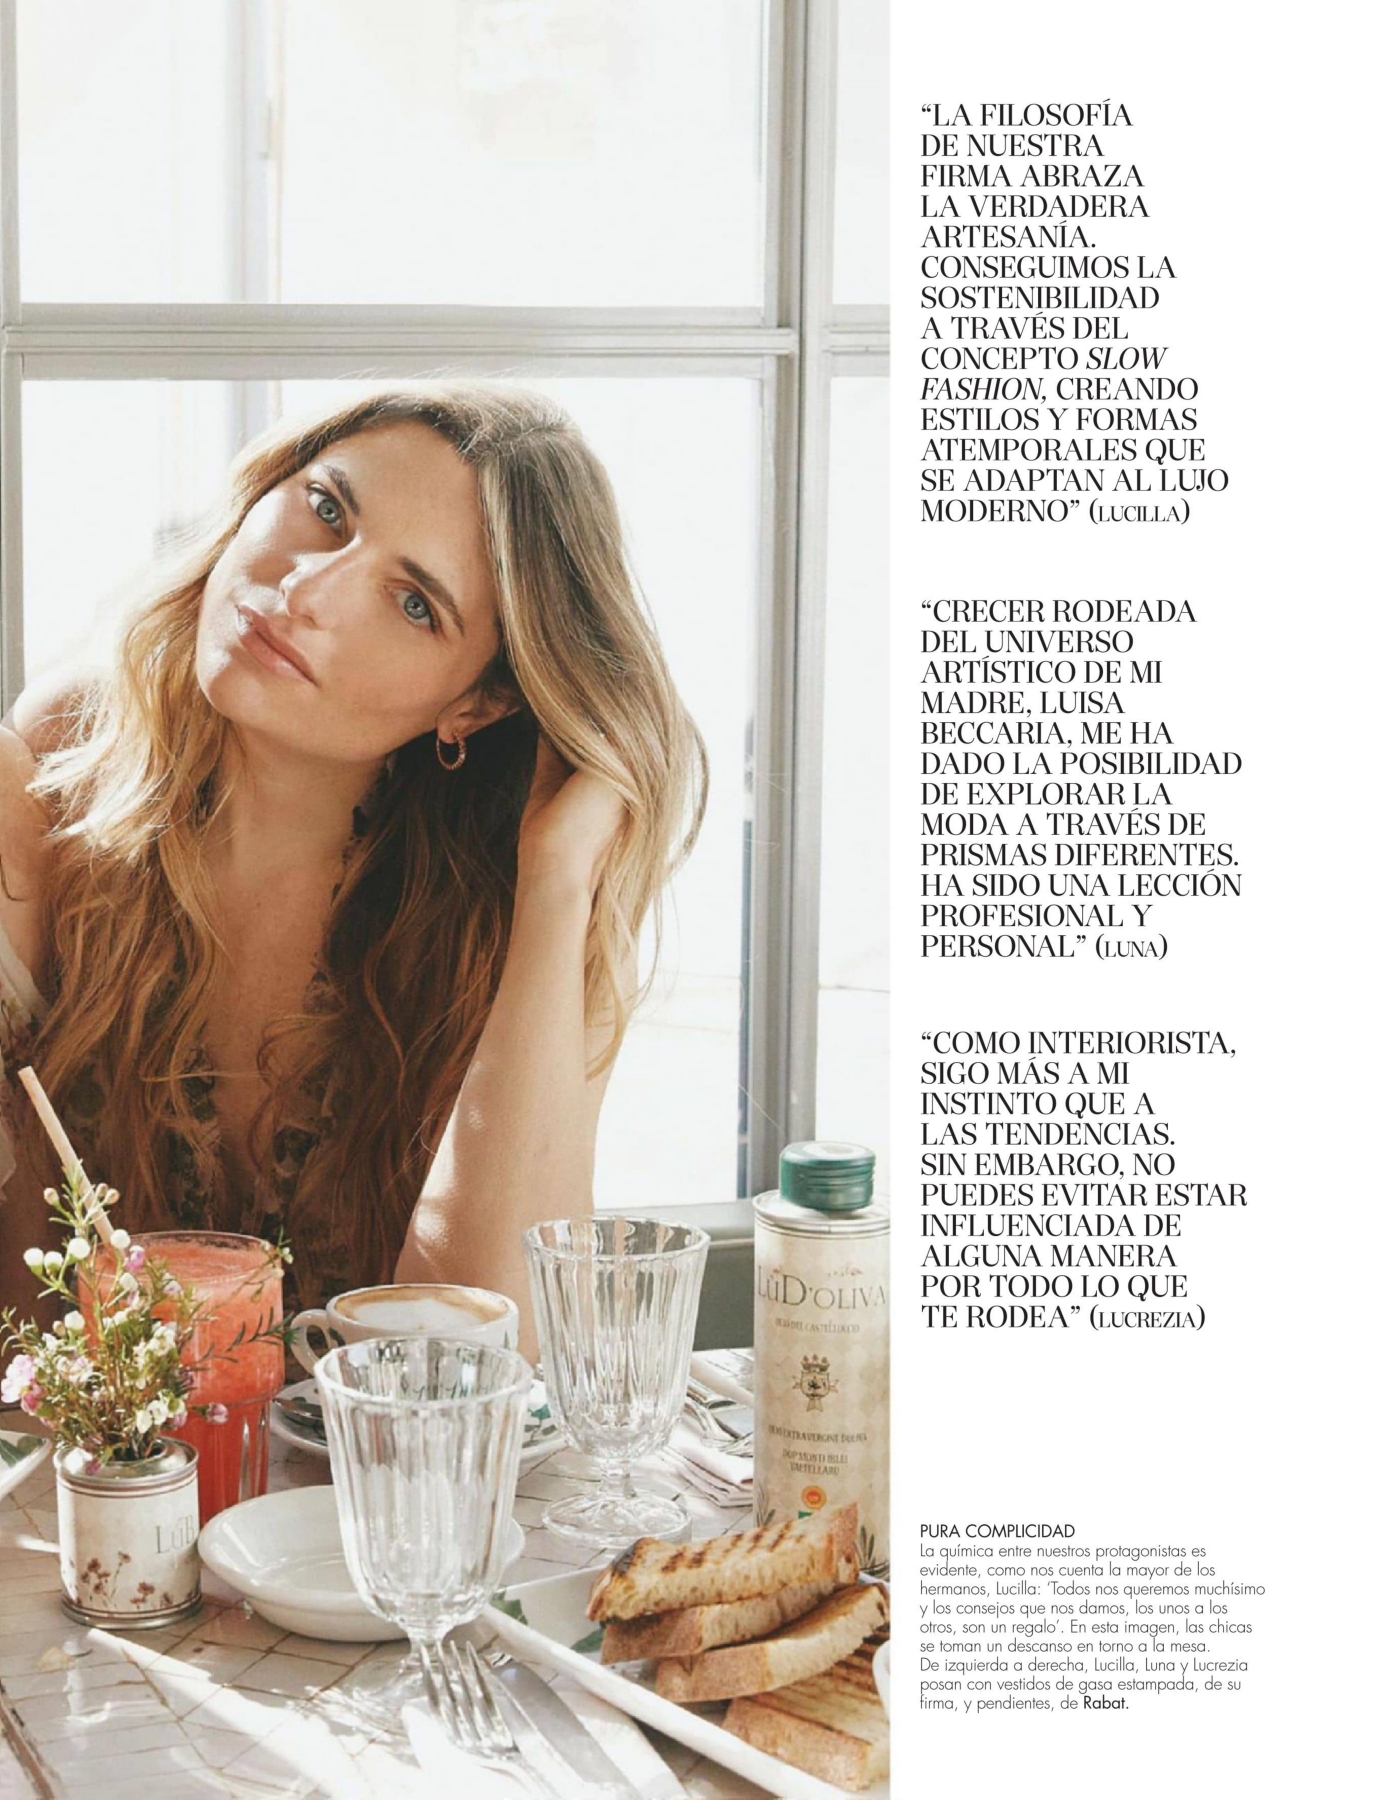 “LA FILOSOFÍA
DE NUESTRA
FIRMA ABRAZA
LA VERDADERA
ARTESANÍA.
CONSEGUIMOS LA
SOSTENIBILIDAD
A TRAVÉS DEL
CONCEPTO SLOW
FASHION, CREANDO
ESTILOS Y FORMAS
ATEMPORALES QUE
SE ADAPTAN AL LUJO
MODERNO” (LUCILLA)
“CRECER RODEADA
DEL UNIVERSO
ARTÍSTICO DE MI
MADRE, LUISA
BECCARIA, ME HA
DADO LA POSIBILIDAD
DE EXPLORAR LA
MODA A TRAVÉS DE
PRISMAS DIFERENTES.
HA SIDO UNA LECCIÓN
PROFESIONAL Y
PERSONAL” (LUNA)
“COMO INTERIORISTA,
SIGO MÁS A MI
INSTINTO QUE A
LAS TENDENCIAS.
SIN EMBARGO, NO
PUEDES EVITAR ESTAR
INFLUENCIADA DE
ALGUNA MANERA
POR TODO LO QUE
TE RODEA” (LUCREZIA)
PURA COMPLICIDAD
La química entre nuestros protagonistas es
evidente, como nos cuenta la mayor de los
hermanos, Lucilla: ‘Todos nos queremos muchísimo
y los consejos que nos damos, los unos a los
otros, son un regalo’. En esta imagen, las chicas
se toman un descanso en torno a la mesa.
De izquierda a derecha, Lucilla, Luna y Lucrezia
posan con vestidos de gasa estampada, de su
firma, y pendientes, de Rabat.
LùD’OLIVA